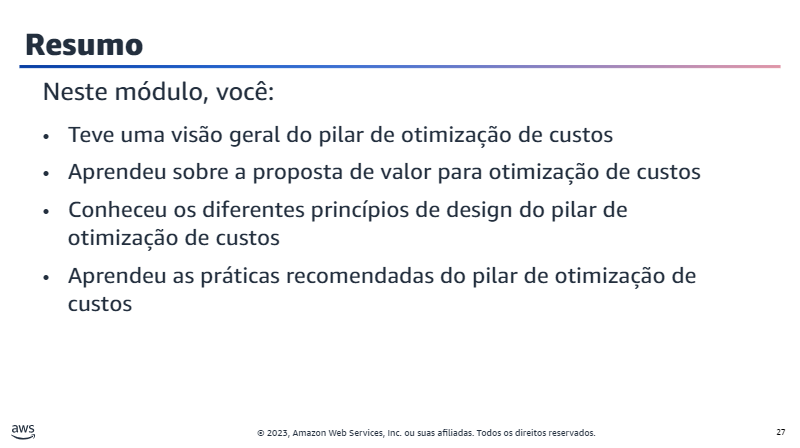 Resumo
Neste módulo, você:
• Teve uma visão geral do pilar de otimização de custos
• Aprendeu sobre a proposta de valor para otimização de custos
• Conheceu os diferentes princípios de design do pilar de
otimização de custos
• Aprendeu as práticas recomendadas do pilar de otimização de
custos
aws
© 2023, Amazon Web Services, Inc. ou suas afiliadas. Todos os direitos reservados.
27